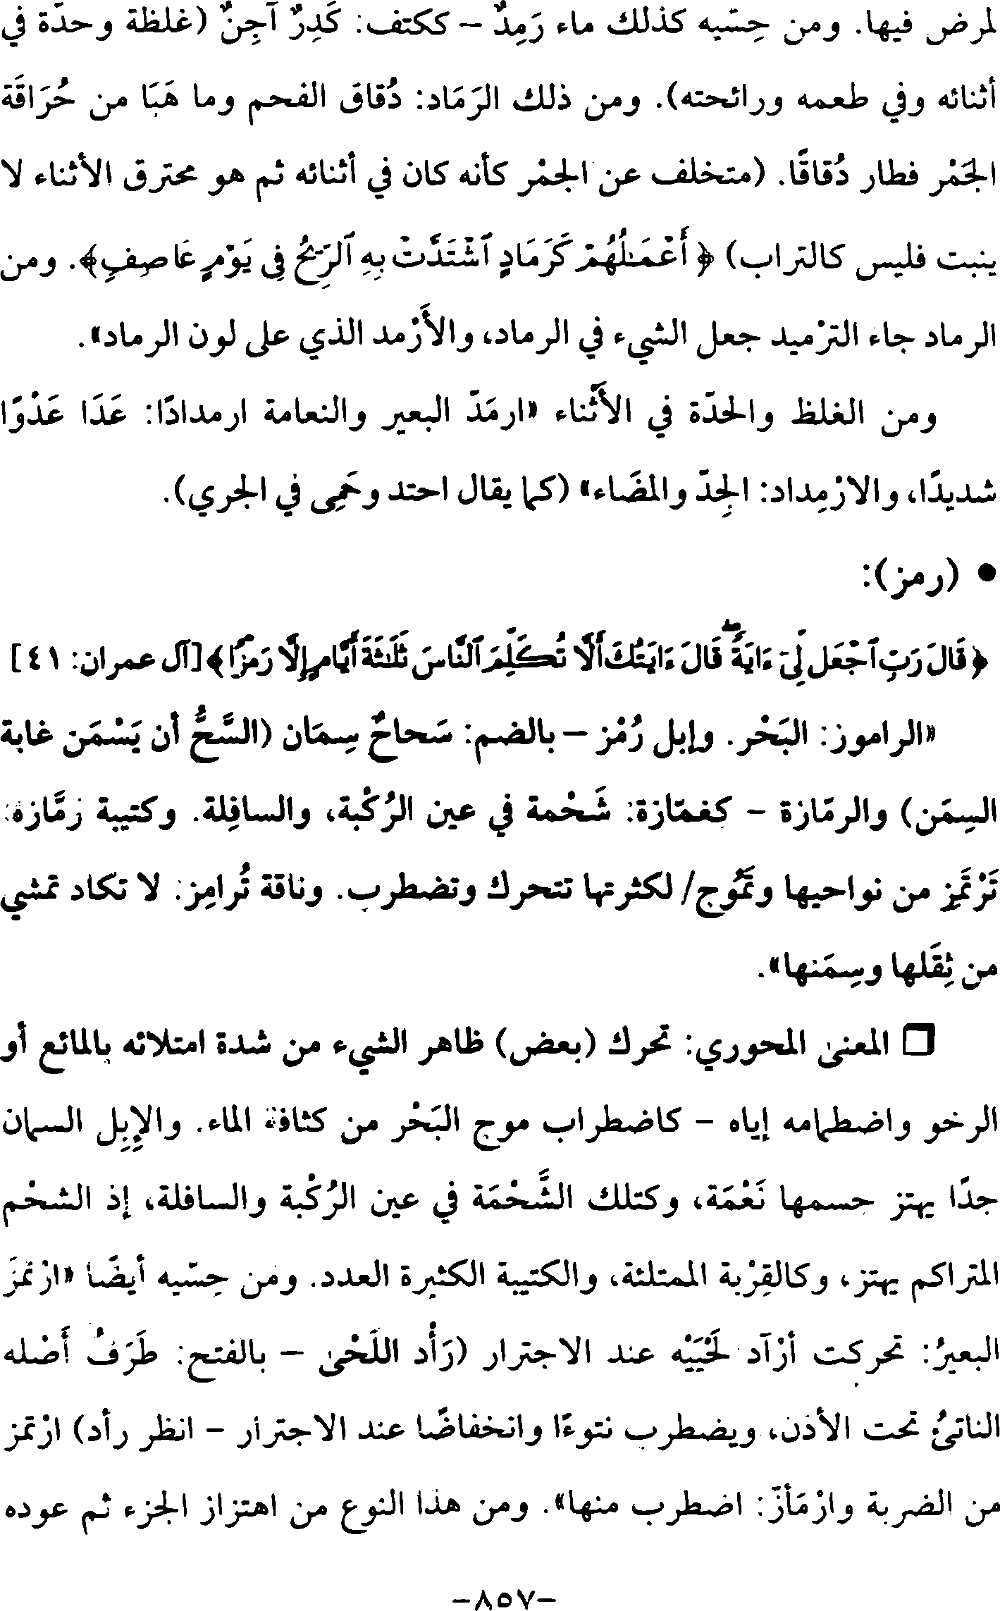 لمرض فيها. ومن حِسّيه كذلك ماء رَمِدٌ – ككتف: كَدِرٌ آجِنٌ (غلظة وحدّة في
أثنائه وفي طعمه ورائحته). ومن ذلك الرَمَاد: دُقاق الفحم وما هَبَا من حُرَاقَة
الجَمْر فطار دُقاقًا. (متخلف عن الجمْر كأنه كان في أثنائه ثم هو محترق الأثناء لا
ينبت فليس كالتراب) ﴿ أَعْمَـٰلُهُمْ كَرَمَادٍ ٱشْتَدَّتْ بِهِ ٱلرِّيحُ فِى يَوْمٍ عَاصِفٍ﴾. ومن
الرماد جاء الترْميد جعل الشيء في الرماد، والأَرْمد الذي على لون الرماد».
ومن الغلظ والحدّة في الأَثْناء «ارمَدّ البعير والنعامة ارمدادًا: عَدَا عَدْوًا
شديدًا، والارْمِداد: الجِدّ والمضَاء» (كما يقال احتد وحَمِى في الجري).
• (رمز):
﴿ قَالَ رَبِّ ٱجْعَل لِّىٓ ءَايَةًۖ قَالَ ءَايَتُكَ أَلَّا تُكَلِّمَ ٱلنَّاسَ ثَلَـٰثَةَ أَيَّامٍ إِلَّا رَمْزًا﴾ [آل عمران: ٤١]
«الراموز: البَحْر. وإبل رُمْز – بالضم: سَحاحٌ سِمَان (السَّحُّ أن يَسْمَن غاية
السِمَن) والرمّازة – كغمّازة: شَحْمة في عين الرُكْبة، والسافِلة. وكتيبة رَمَّازة:
تَرْتَمِز من نواحيها وتَمُوج/ لكثرتها تتحرك وتضطرب. وناقة تُرامِز: لا تكاد تمشي
من ثِقَلها وسِمَنها».
❒ المعنى المحوري: تحرك (بعض) ظاهر الشيء من شدة امتلائه بالمائع أو
الرخو واضطمامه إياه – كاضطراب موج البَحْر من كثافة الماء. والإِبِل السمان
جدًا يهتز جسمها نَعْمَة، وكتلك الشَّحْمَة في عين الرُكْبة والسافلة، إذ الشحْم
المتراكم يهتز، وكالقِرْبة الممتلئة، والكتيبة الكثيرة العدد. ومن حِسّيه أيضًا «ارْتمَزَ
البعيرُ: تحركت أرْآد لَحْيَيْه عند الاجترار (رَأْد اللَحْى – بالفتح: طَرَفُ أَصْله
الناتئُ تحت الأذن، ويضطرب نتوءًا وانخفاضًا عند الاجترار – انظر رأد) ارْتمز
من الضربة وارْمَأزّ: اضطرب منها». ومن هذا النوع من اهتزاز الجزء ثم عوده
-٨٥٧-